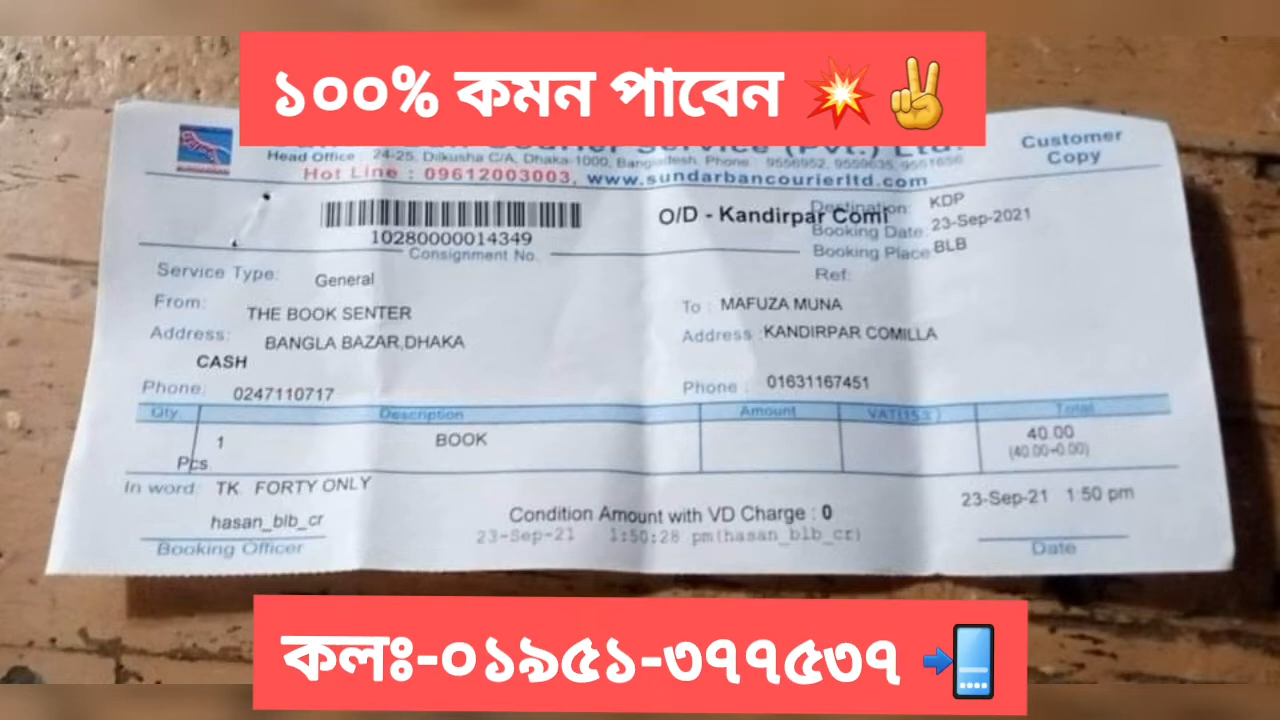 ১০০% কমন পাবেন 💥✌️
Courier Service (Pvt.) Ltd.
Customer
Copy
Head Office : 24-25, Dilkusha C/A, Dhaka-1000, Bangladesh, Phone : 9556952, 9559635,
Hot Line : 09612003003, www.sundarbancourierltd.com
10280000014349
Consignment No.
O/D - Kandirpar Comi
Destination: KDP
Booking Date: 23-Sep-2021
Booking Place BLB
Ref:
Service Type: General
From: THE BOOK SENTER
Address: BANGLA BAZAR,DHAKA
CASH
Phone: 0247110717
To : MAFUZA MUNA
Address :KANDIRPAR COMILLA
Phone : 01631167451
Qty. Description Amount VAT(15%) Total
1 BOOK 40.00
Pcs (40.00+0.00)
In word: TK FORTY ONLY
hasan_blb_cr
Booking Officer
Condition Amount with VD Charge : 0
23-Sep-21 1:50:28 pm(hasan_blb_cr)
23-Sep-21 1:50 pm
Date
কলঃ-০১৯৫১-৩৭৭৫৩৭ 📲